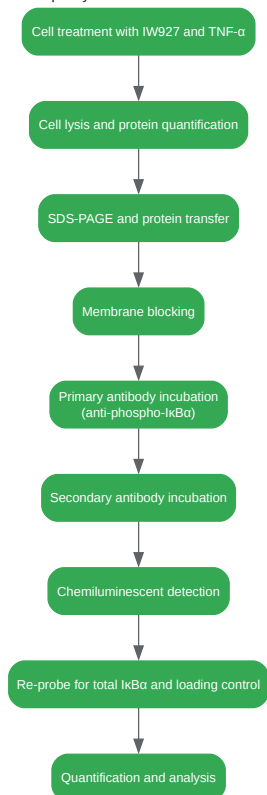 Cell treatment with IW927 and TNF-α
Cell lysis and protein quantification
SDS-PAGE and protein transfer
Membrane blocking
Primary antibody incubation
(anti-phospho-IκBα)
Secondary antibody incubation
Chemiluminescent detection
Re-probe for total IκBα and loading control
Quantification and analysis